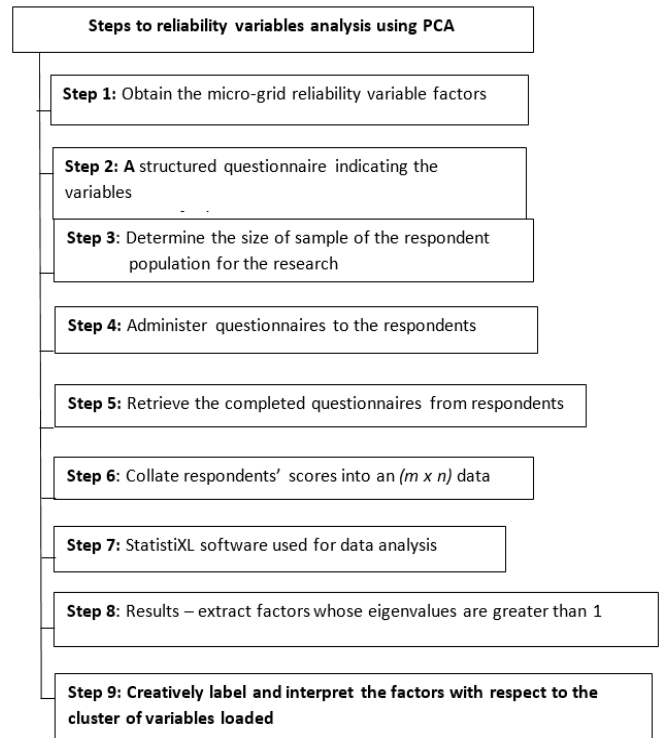 Steps to reliability variables analysis using PCA
Step 1: Obtain the micro-grid reliability variable factors
Step 2: A structured questionnaire indicating the
variables
Step 3: Determine the size of sample of the respondent
population for the research
Step 4: Administer questionnaires to the respondents
Step 5: Retrieve the completed questionnaires from respondents
Step 6: Collate respondents’ scores into an (m x n) data
Step 7: StatistiXL software used for data analysis
Step 8: Results – extract factors whose eigenvalues are greater than 1
Step 9: Creatively label and interpret the factors with respect to the
cluster of variables loaded